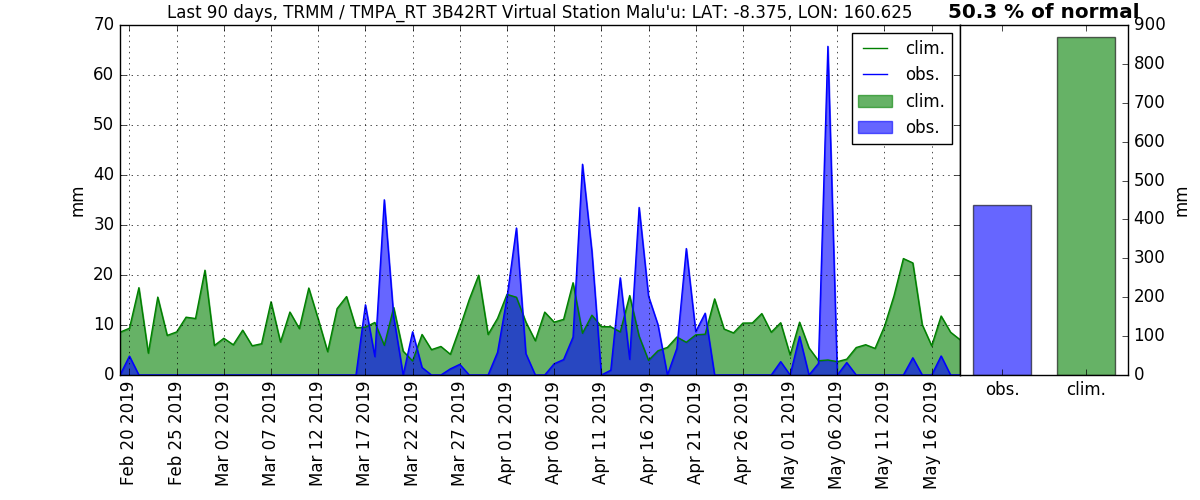 Last 90 days, TRMM / TMPA_RT 3B42RT Virtual Station Malu'u: LAT: -8.375, LON: 160.625
50.3 % of normal
70
60
50
40
30
20
10
0
mm
clim.
obs.
clim.
obs.
900
800
700
600
500
400
300
200
100
0
mm
obs.
clim.
Feb 20 2019
Feb 25 2019
Mar 02 2019
Mar 07 2019
Mar 12 2019
Mar 17 2019
Mar 22 2019
Mar 27 2019
Apr 01 2019
Apr 06 2019
Apr 11 2019
Apr 16 2019
Apr 21 2019
Apr 26 2019
May 01 2019
May 06 2019
May 11 2019
May 16 2019